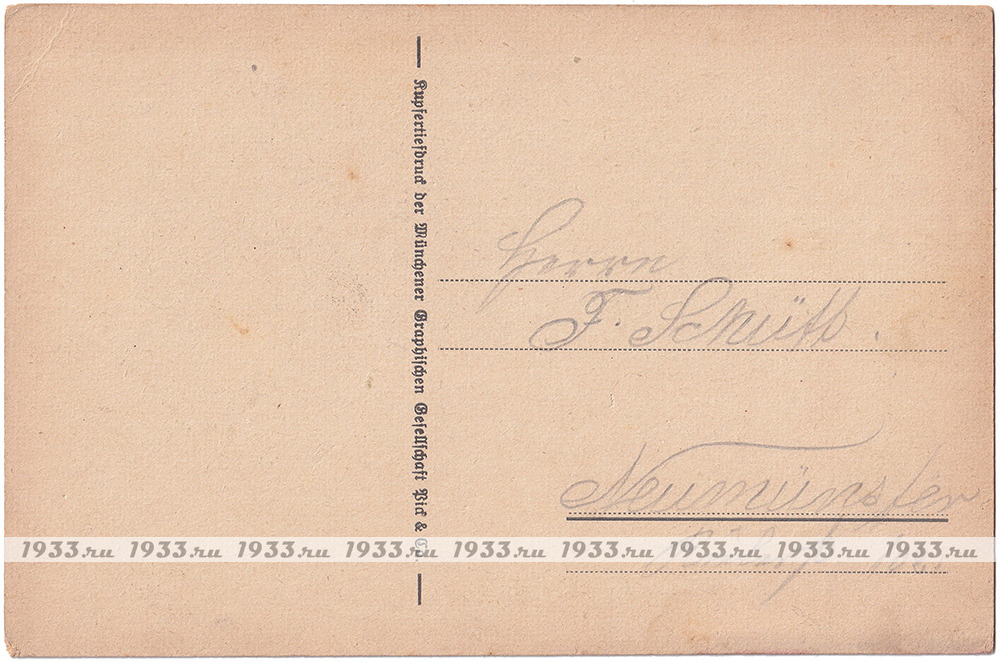 Kupfertiefdruck der Münchener Graphischen Gesellschaft Pick &
Herrn
F. Schütt.
Neumünster
1933.ru 1933.ru 1933.ru 1933.ru 1933.ru 1933.ru 1933.ru 1933.ru 1933.ru